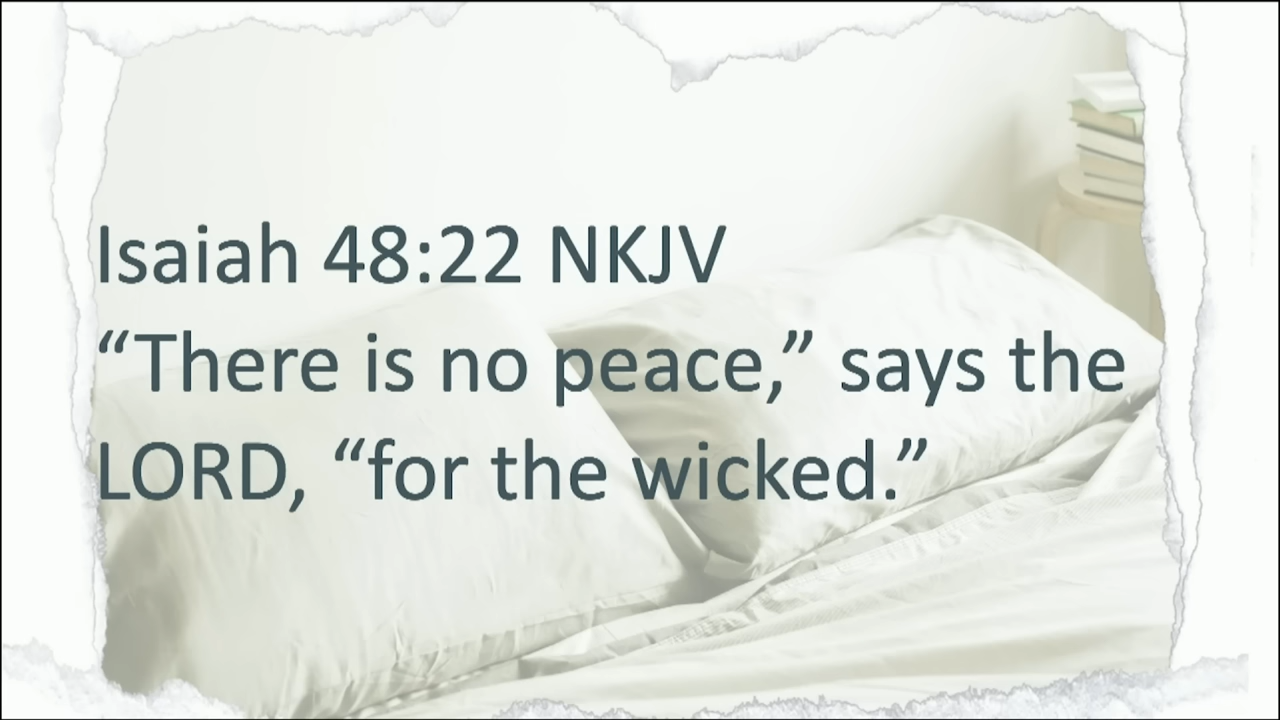 Isaiah 48:22 NKJV
“There is no peace,” says the
LORD, “for the wicked.”